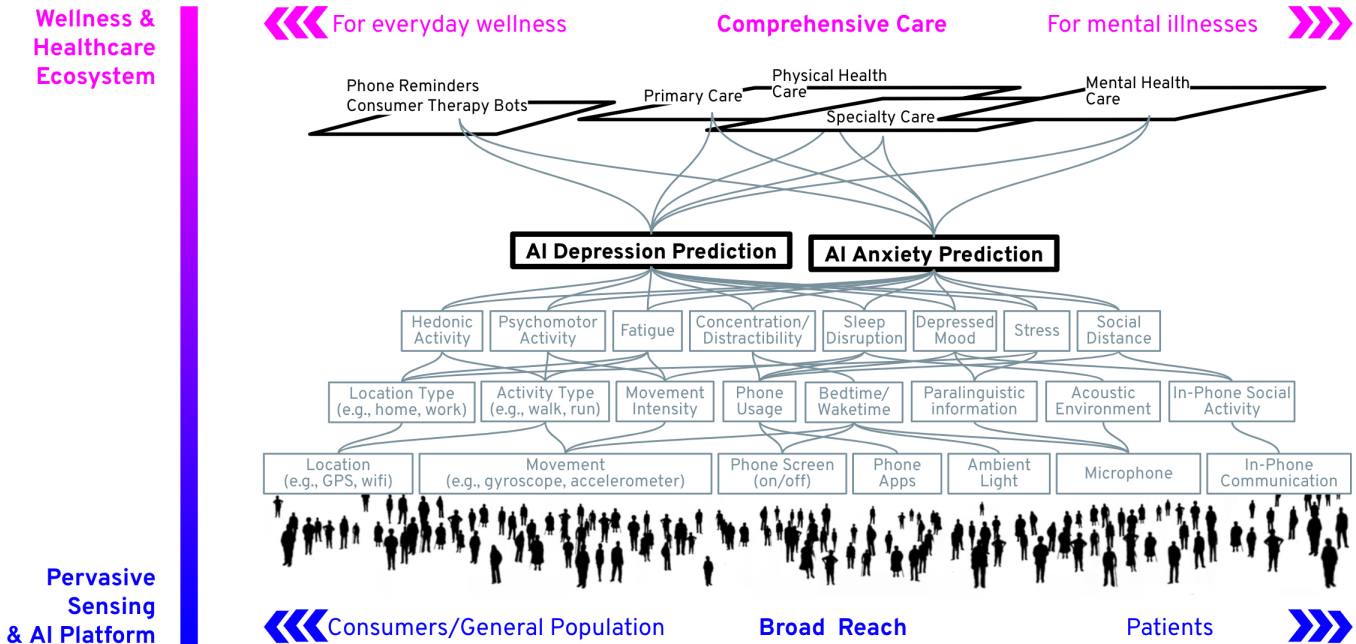 Wellness &
Healthcare
Ecosystem
For everyday wellness
Comprehensive Care
For mental illnesses
Phone Reminders
Consumer Therapy Bots
Primary Care
Physical Health
Care
Specialty Care
Mental Health
Care
AI Depression Prediction
AI Anxiety Prediction
Hedonic
Activity
Psychomotor
Activity
Fatigue
Concentration/
Distractibility
Sleep
Disruption
Depressed
Mood
Stress
Social
Distance
Location Type
(e.g., home, work)
Activity Type
(e.g., walk, run)
Movement
Intensity
Phone
Usage
Bedtime/
Waketime
Paralinguistic
information
Acoustic
Environment
In-Phone Social
Activity
Location
(e.g., GPS, wifi)
Movement
(e.g., gyroscope, accelerometer)
Phone Screen
(on/off)
Phone
Apps
Ambient
Light
Microphone
In-Phone
Communication
Pervasive
Sensing
& AI Platform
Consumers/General Population
Broad Reach
Patients